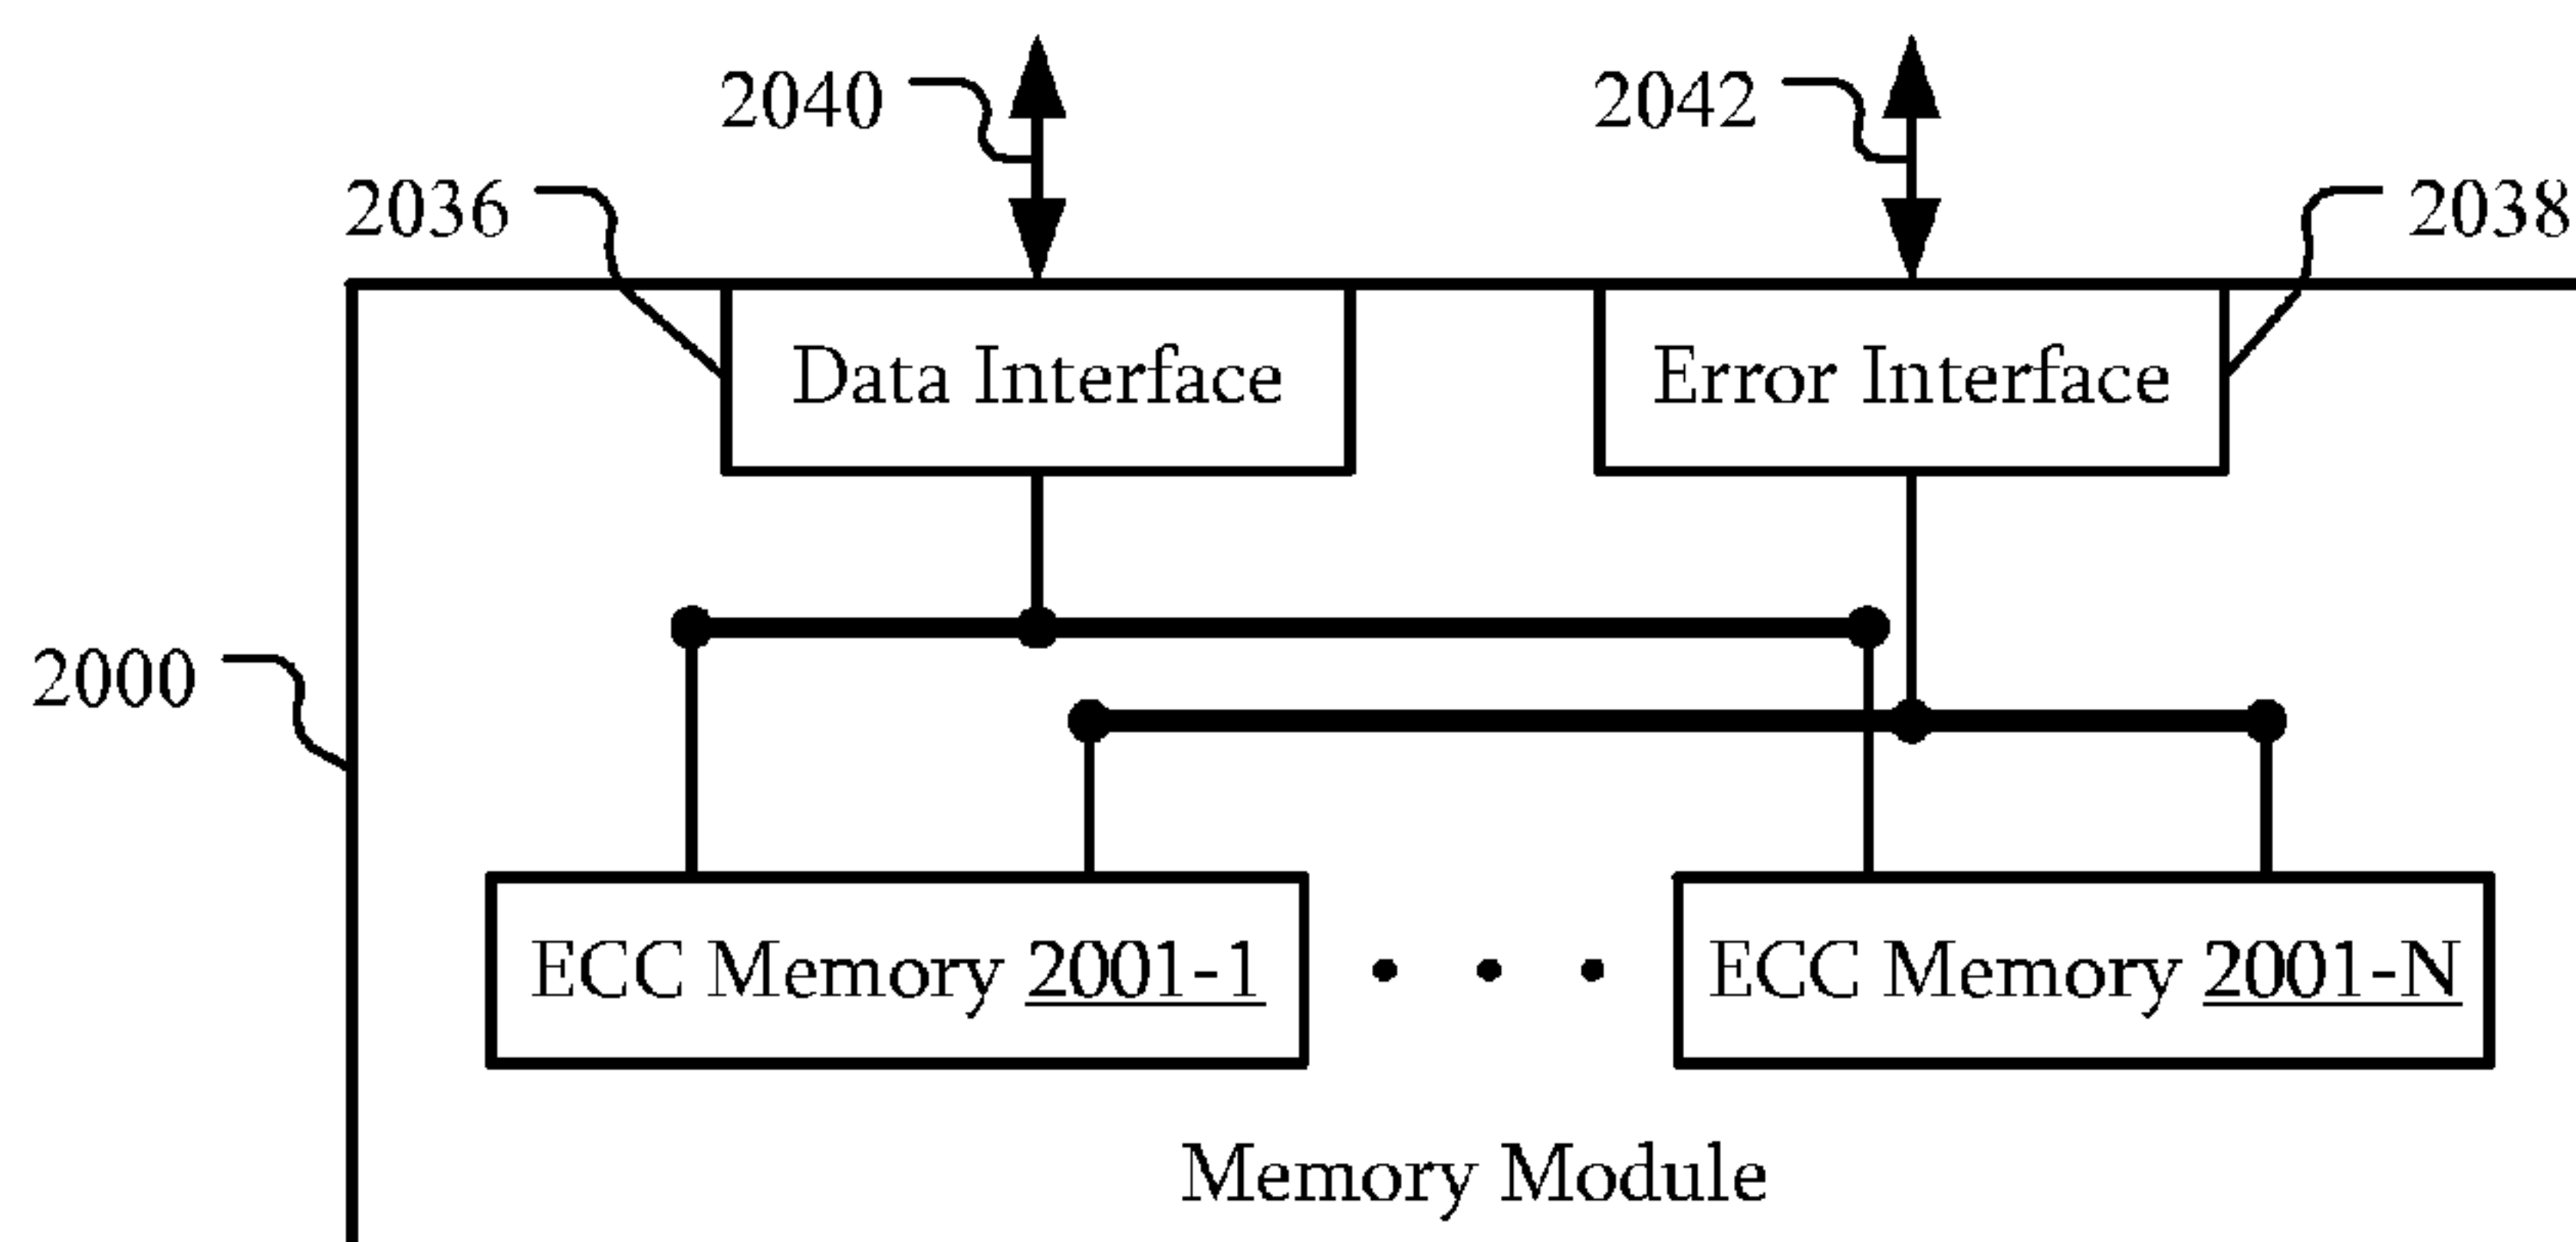 2040
2042
2036
2038
Data Interface
Error Interface
2000
ECC Memory 2001-1
ECC Memory 2001-N
Memory Module